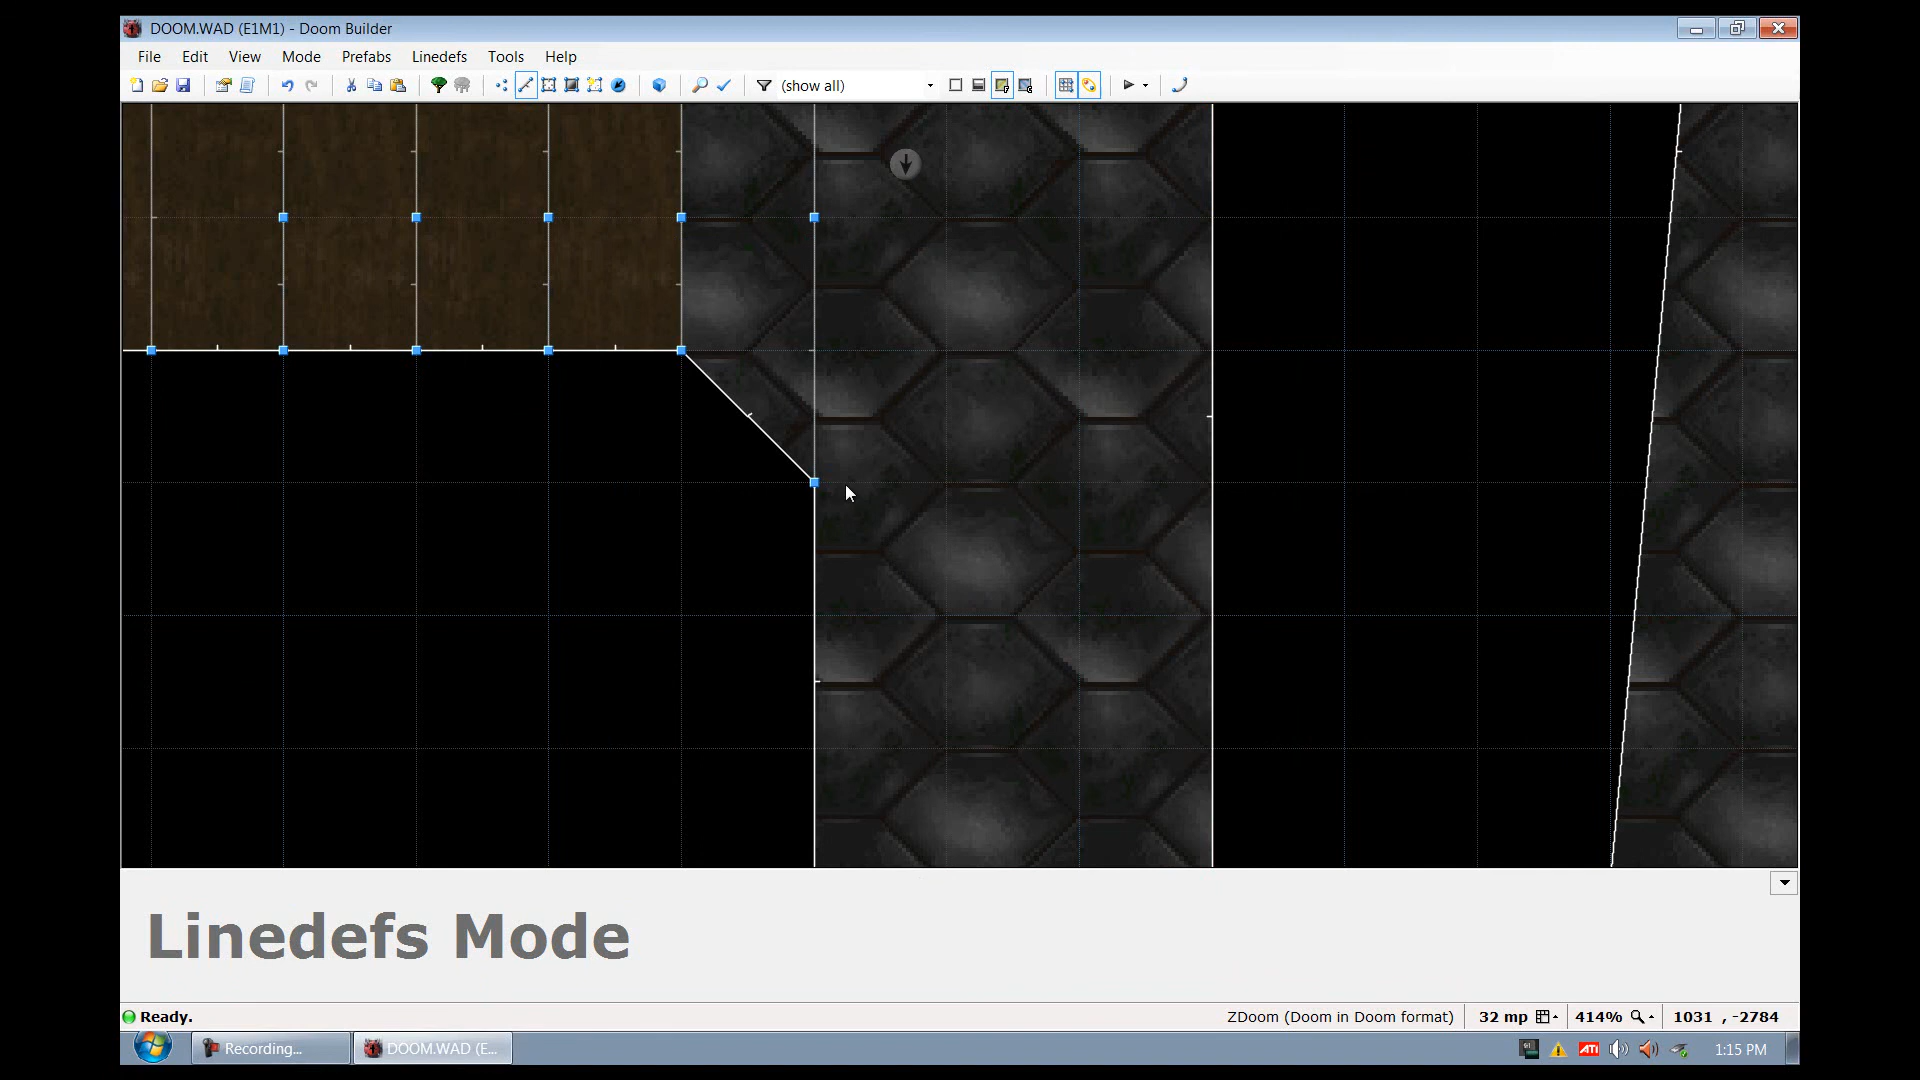 DOOM.WAD (E1M1) - Doom Builder
File Edit View Mode Prefabs Linedefs Tools Help
(show all)
Linedefs Mode
Ready.
ZDoom (Doom in Doom format) 32 mp 414% 1031 , -2784
Recording... DOOM.WAD (E... ATI 1:15 PM